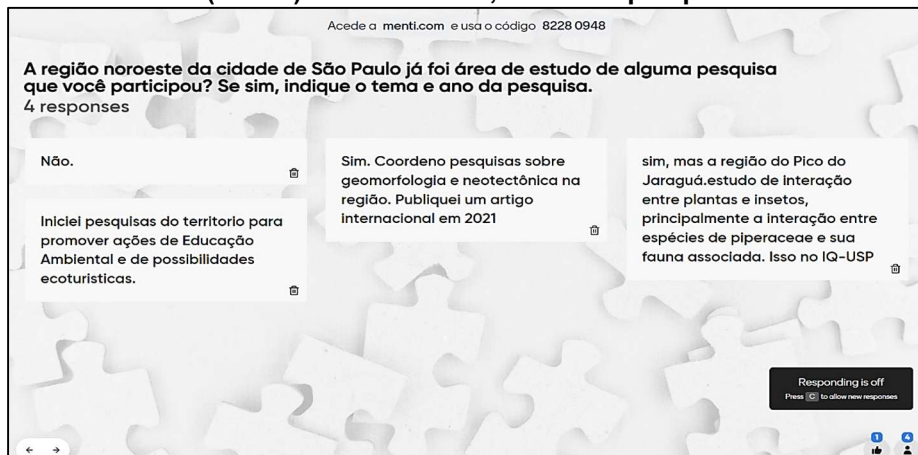 Acede a menti.com e usa o código 8228 0948
A região noroeste da cidade de São Paulo já foi área de estudo de alguma pesquisa
que você participou? Se sim, indique o tema e ano da pesquisa.
4 responses
Não.
Iniciei pesquisas do territorio para
promover ações de Educação
Ambiental e de possibilidades
ecoturisticas.
Sim. Coordeno pesquisas sobre
geomorfologia e neotectônica na
região. Publiquei um artigo
internacional em 2021
sim, mas a região do Pico do
Jaraguá.estudo de interação
entre plantas e insetos,
principalmente a interação entre
espécies de piperaceae e sua
fauna associada. Isso no IQ-USP
Responding is off
Press C to allow new responses
1 4